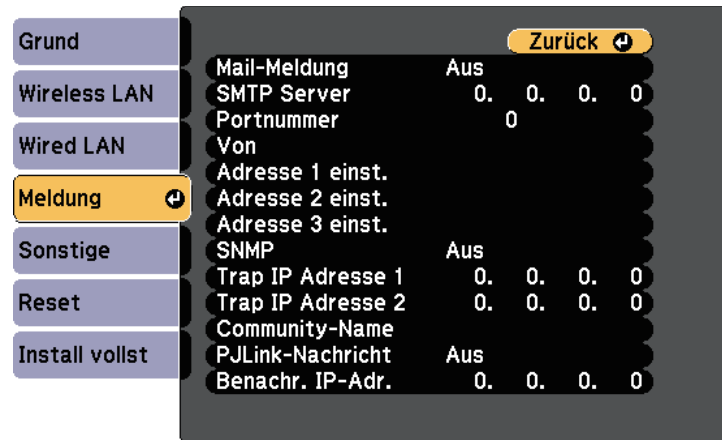 Grund
Wireless LAN
Wired LAN
Meldung
Sonstige
Reset
Install vollst
Zurück
Mail-Meldung Aus
SMTP Server 0. 0. 0. 0
Portnummer 0
Von
Adresse 1 einst.
Adresse 2 einst.
Adresse 3 einst.
SNMP Aus
Trap IP Adresse 1 0. 0. 0. 0
Trap IP Adresse 2 0. 0. 0. 0
Community-Name
PJLink-Nachricht Aus
Benachr. IP-Adr. 0. 0. 0. 0